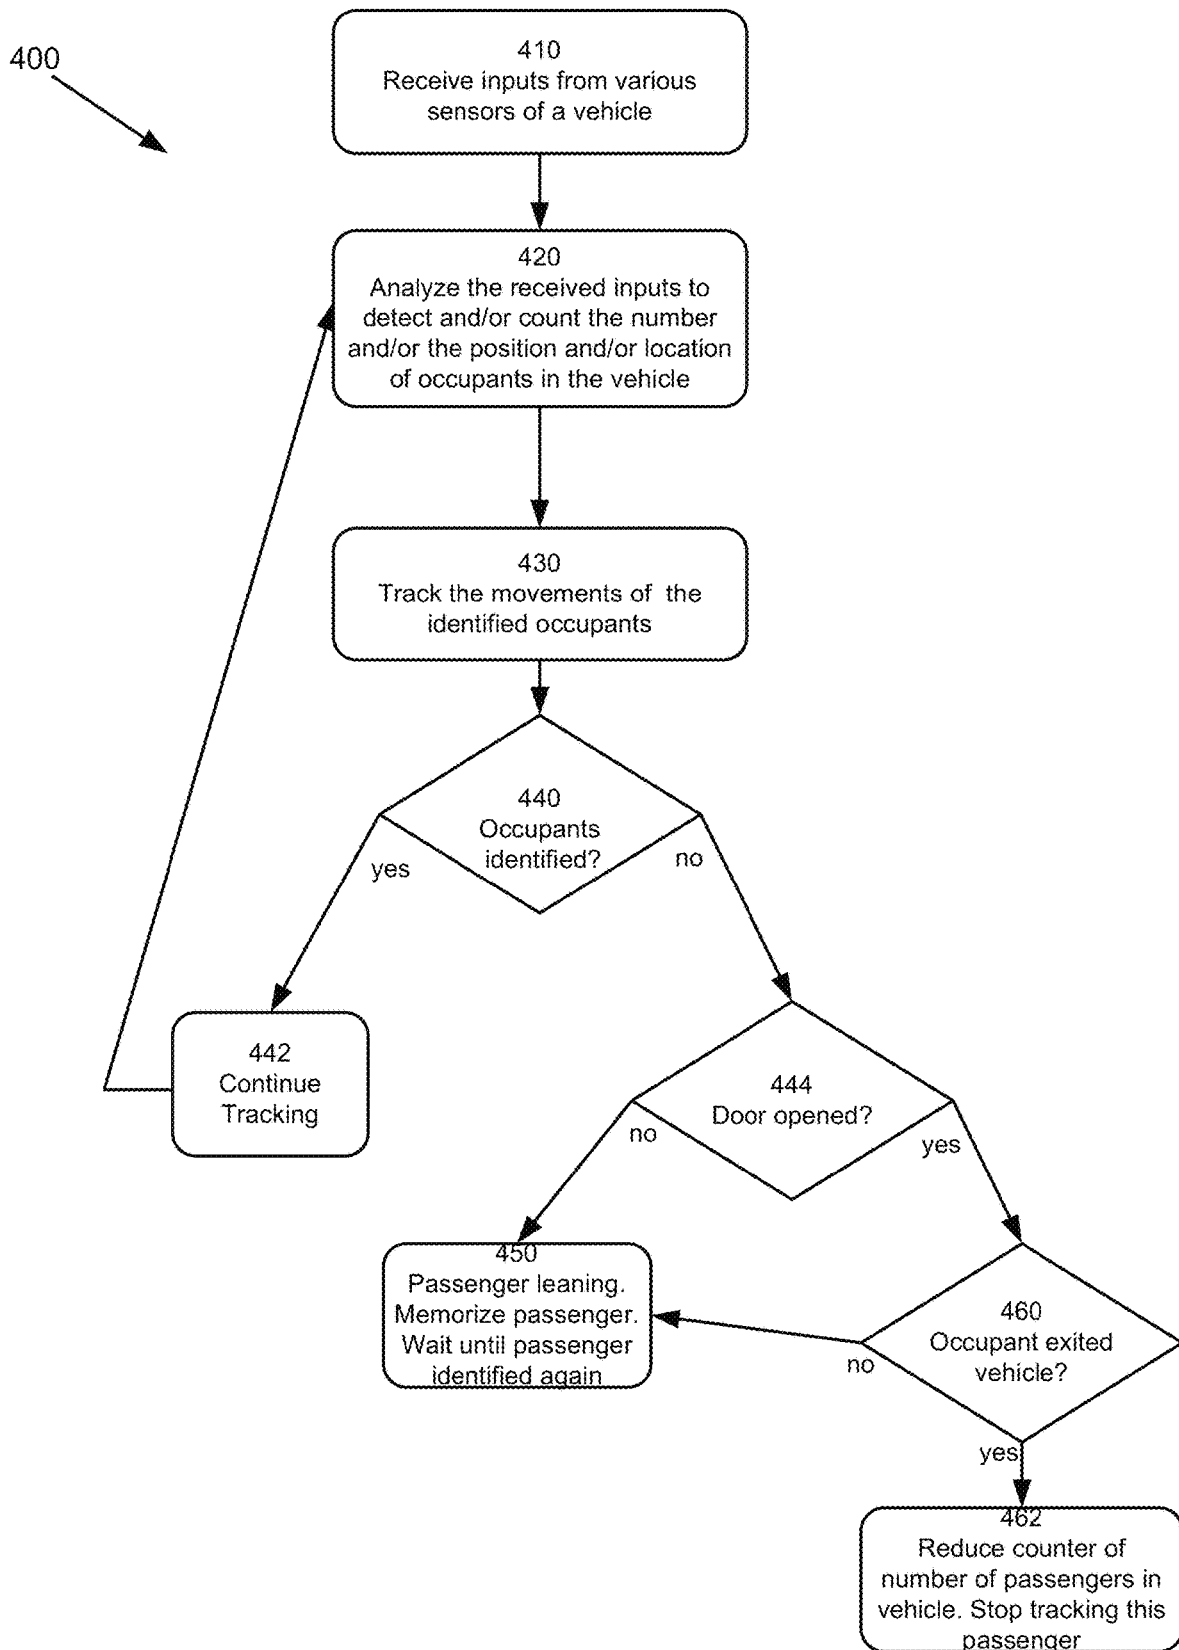 400
410
Receive inputs from various
sensors of a vehicle
420
Analyze the received inputs to
detect and/or count the number
and/or the position and/or location
of occupants in the vehicle
430
Track the movements of the
identified occupants
440
Occupants
identified?
yes
no
442
Continue
Tracking
444
Door opened?
no
yes
450
Passenger leaning.
Memorize passenger.
Wait until passenger
identified again
460
Occupant exited
vehicle?
no
yes
462
Reduce counter of
number of passengers in
vehicle. Stop tracking this
passenger